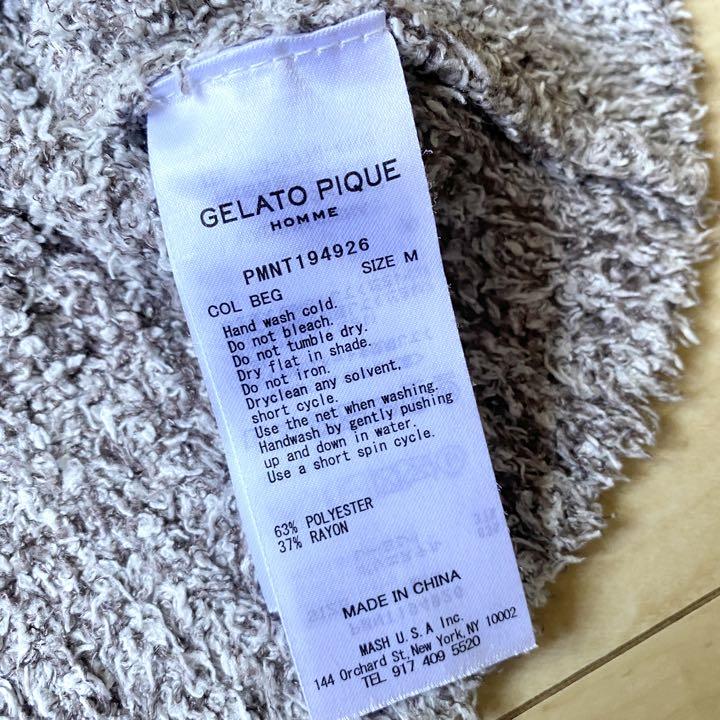 GELATO PIQUE
HOMME
PMNT194926
COL BEG SIZE M
Hand wash cold.
Do not bleach.
Do not tumble dry.
Dry flat in shade.
Do not iron.
Dryclean any solvent,
short cycle.
Use the net when washing.
Handwash by gently pushing
up and down in water.
Use a short spin cycle.
63% POLYESTER
37% RAYON
MADE IN CHINA
MASH U.S.A Inc.
144 Orchard St, New York, NY 10002
TEL 917 409 5520